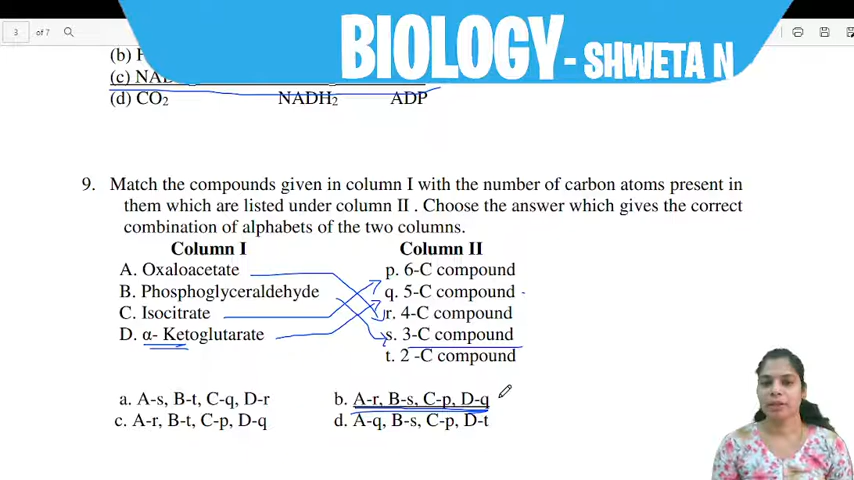 3 of 7
BIOLOGY - SHWETA N
(b)
(c) NAD
(d) CO₂ NADH₂ ADP
9. Match the compounds given in column I with the number of carbon atoms present in
them which are listed under column II . Choose the answer which gives the correct
combination of alphabets of the two columns.
Column I Column II
A. Oxaloacetate p. 6-C compound
B. Phosphoglyceraldehyde q. 5-C compound
C. Isocitrate r. 4-C compound
D. α- Ketoglutarate s. 3-C compound
t. 2 -C compound
a. A-s, B-t, C-q, D-r b. A-r, B-s, C-p, D-q
c. A-r, B-t, C-p, D-q d. A-q, B-s, C-p, D-t